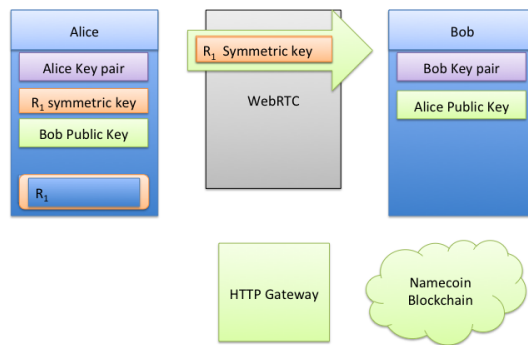 Alice
Alice Key pair
R₁ symmetric key
Bob Public Key
R₁
R₁ Symmetric key
WebRTC
Bob
Bob Key pair
Alice Public Key
HTTP Gateway
Namecoin
Blockchain